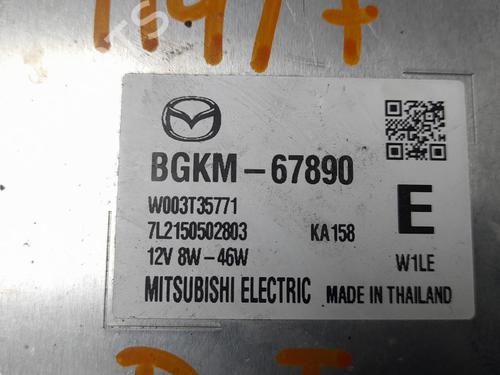 BGKM-67890
W003T35771
7L2150502803 KA158 E
12V 8W-46W W1LE
MITSUBISHI ELECTRIC MADE IN THAILAND